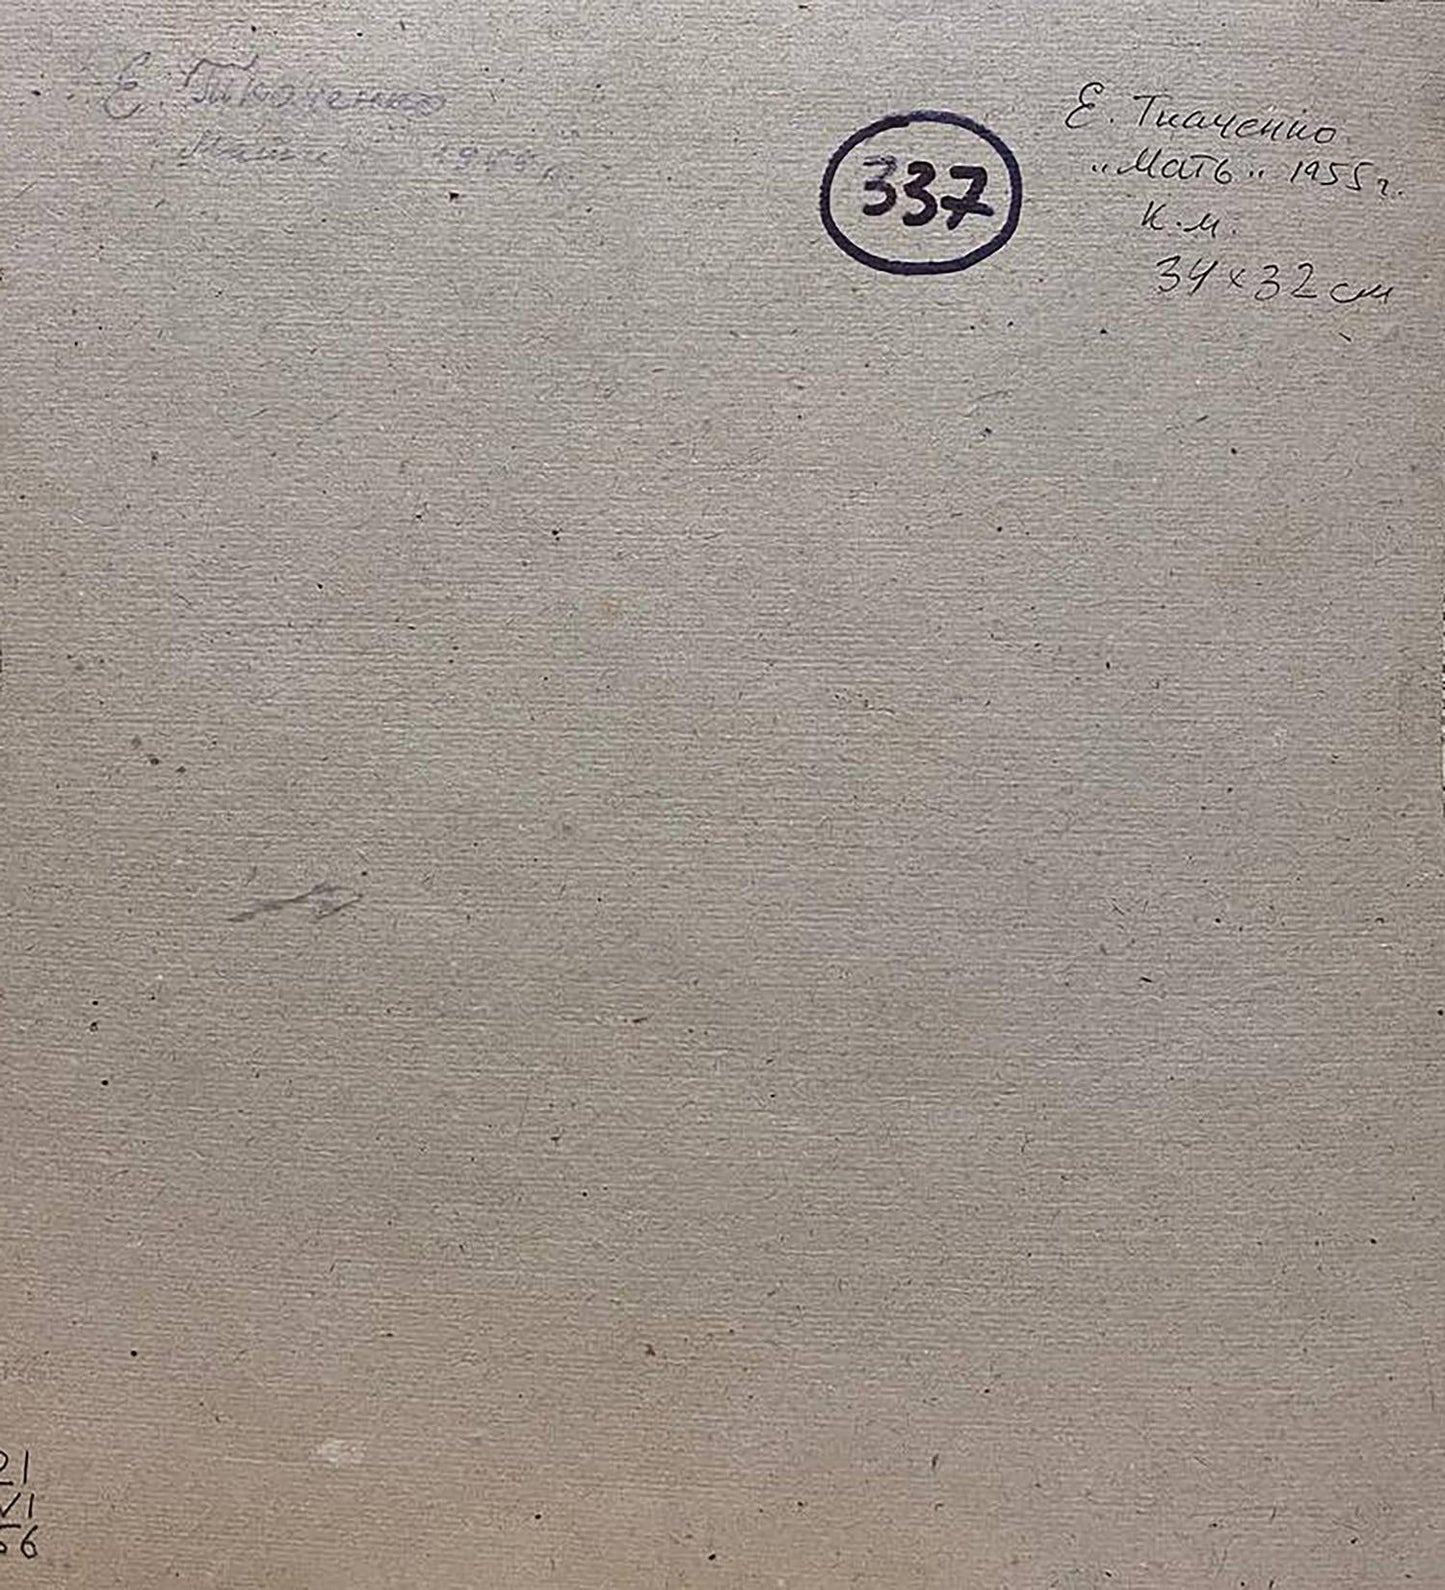 Е. Ткаченко
Мать 1955 г.
337
Е. Ткаченко
„Мать" 1955 г.
к.м.
34 х 32 см
21
VI
56